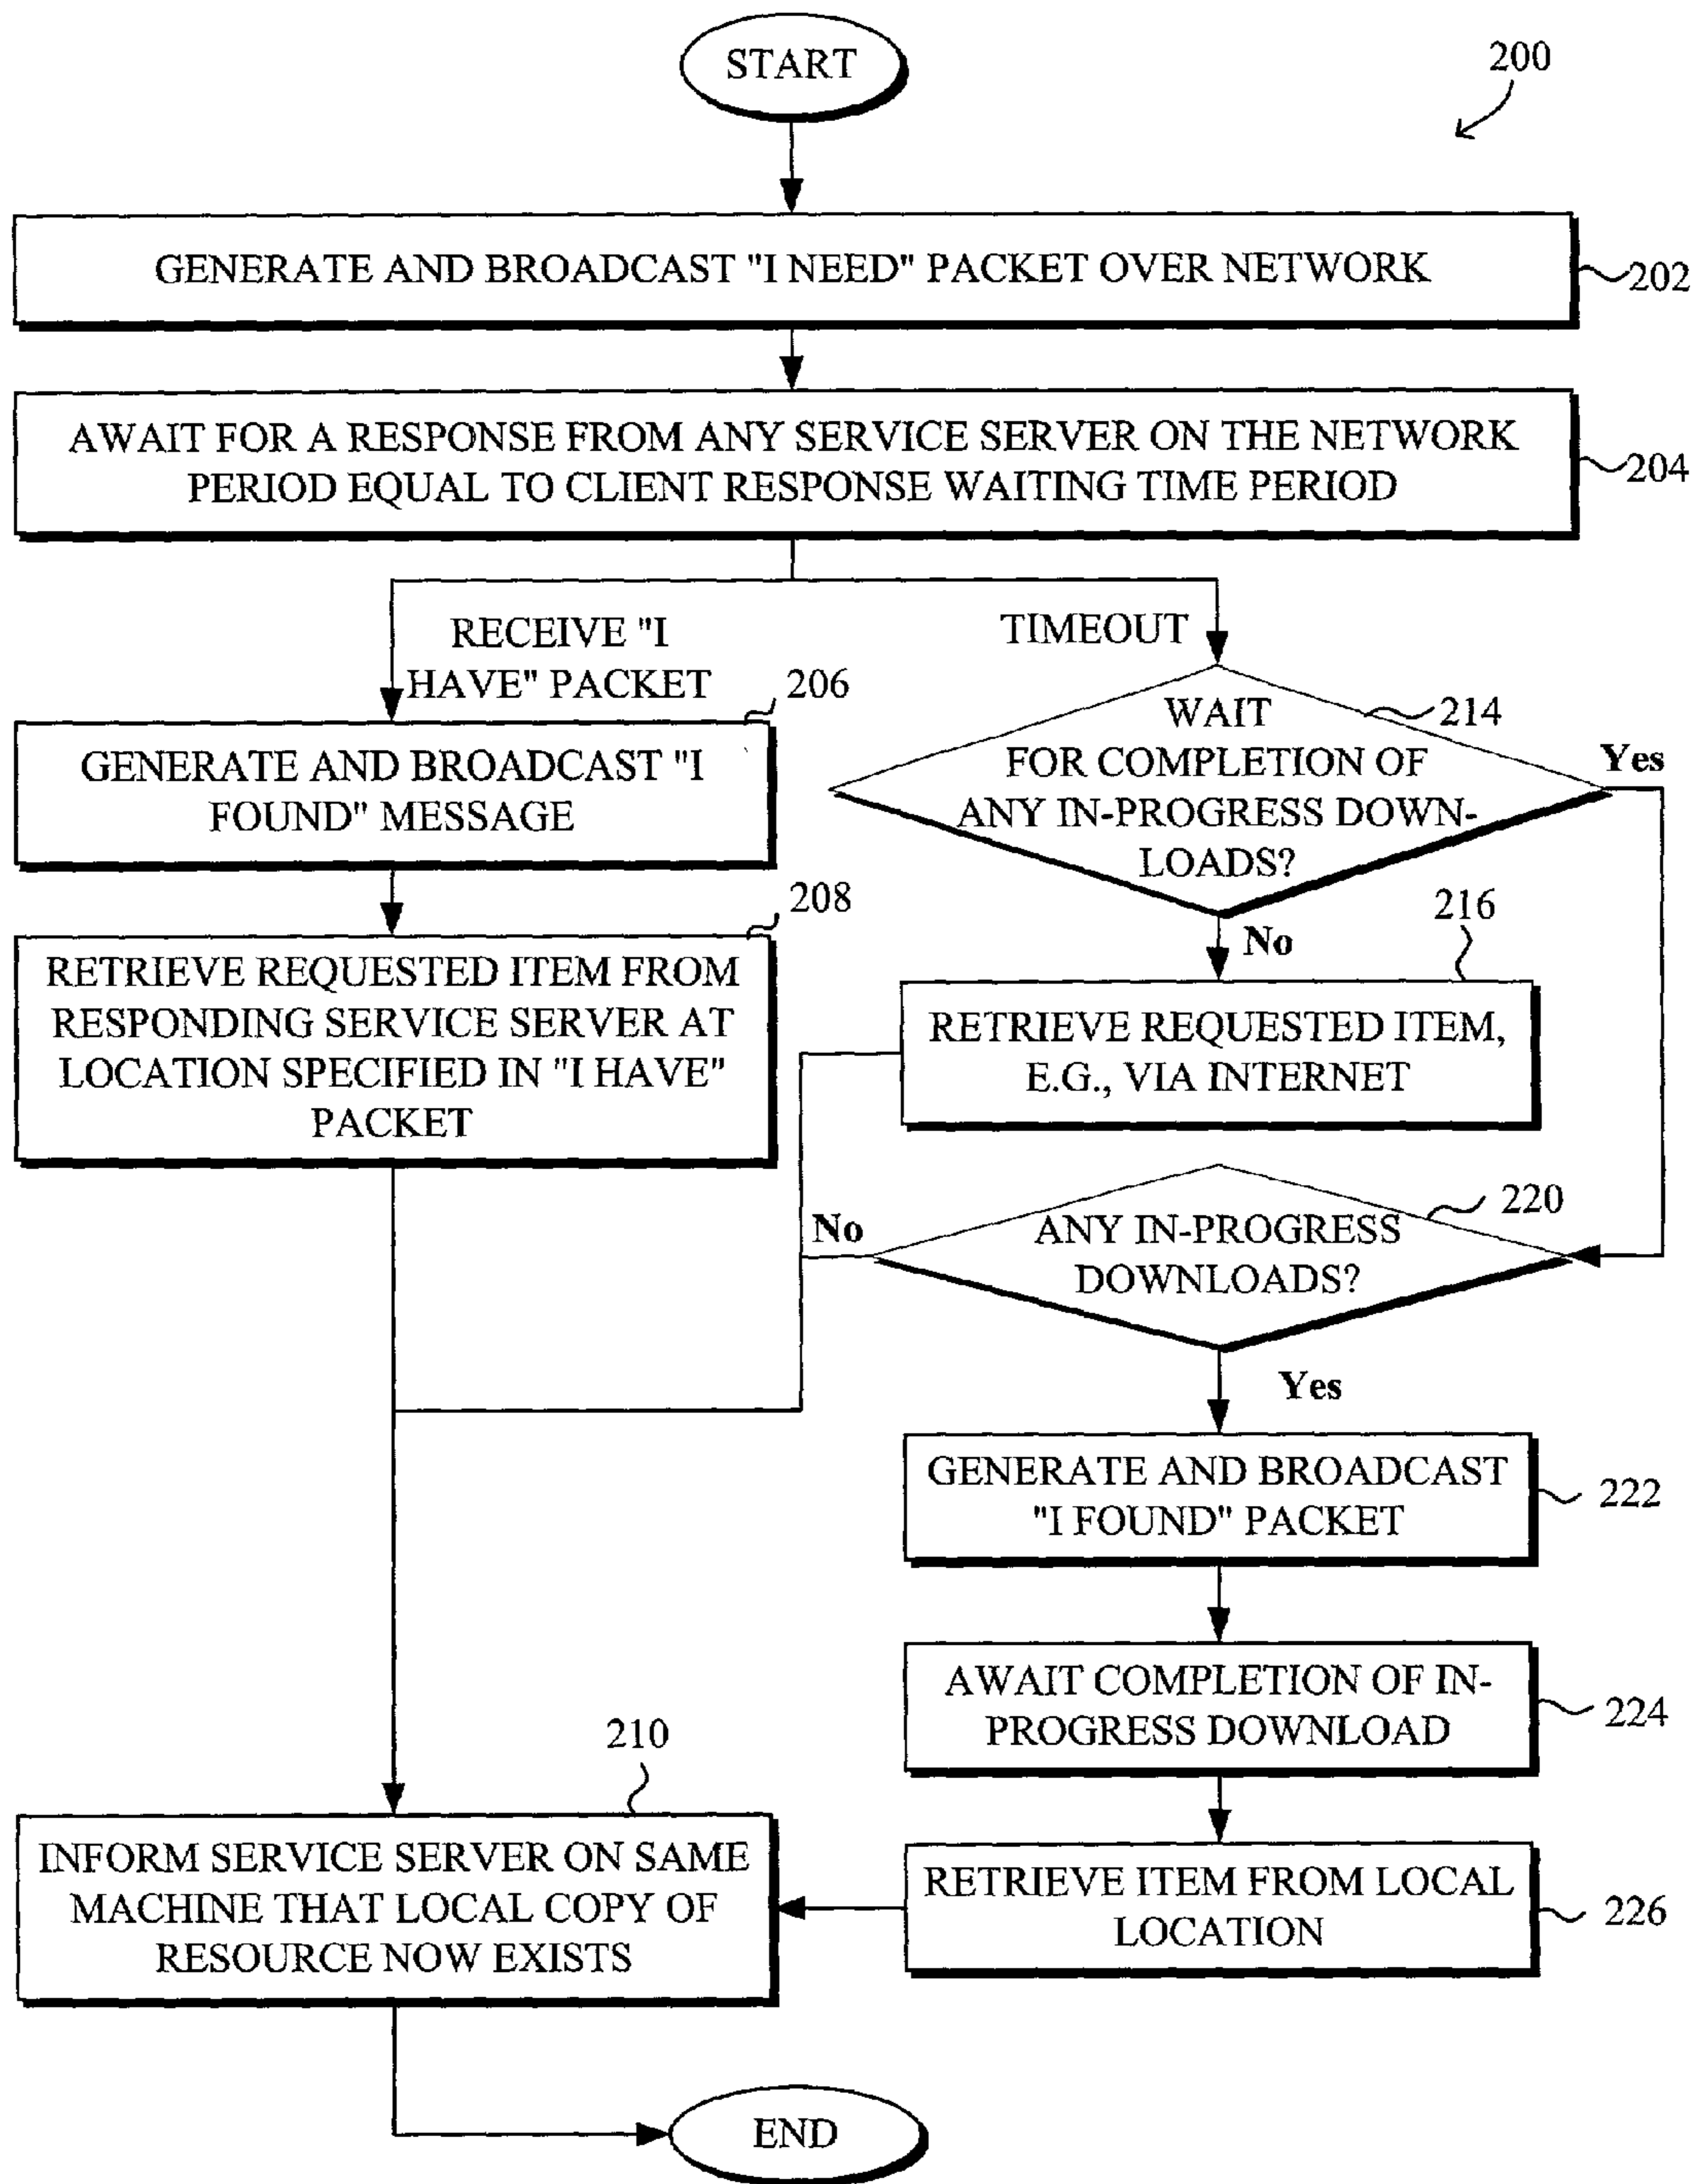 START
200
GENERATE AND BROADCAST "I NEED" PACKET OVER NETWORK
202
AWAIT FOR A RESPONSE FROM ANY SERVICE SERVER ON THE NETWORK
PERIOD EQUAL TO CLIENT RESPONSE WAITING TIME PERIOD
204
RECEIVE "I
HAVE" PACKET
TIMEOUT
206
GENERATE AND BROADCAST "I
FOUND" MESSAGE
WAIT
FOR COMPLETION OF
ANY IN-PROGRESS DOWN-
LOADS?
214
Yes
No
208
RETRIEVE REQUESTED ITEM FROM
RESPONDING SERVICE SERVER AT
LOCATION SPECIFIED IN "I HAVE"
PACKET
216
RETRIEVE REQUESTED ITEM,
E.G., VIA INTERNET
220
No
ANY IN-PROGRESS
DOWNLOADS?
Yes
GENERATE AND BROADCAST
"I FOUND" PACKET
222
AWAIT COMPLETION OF IN-
PROGRESS DOWNLOAD
224
210
INFORM SERVICE SERVER ON SAME
MACHINE THAT LOCAL COPY OF
RESOURCE NOW EXISTS
RETRIEVE ITEM FROM LOCAL
LOCATION
226
END